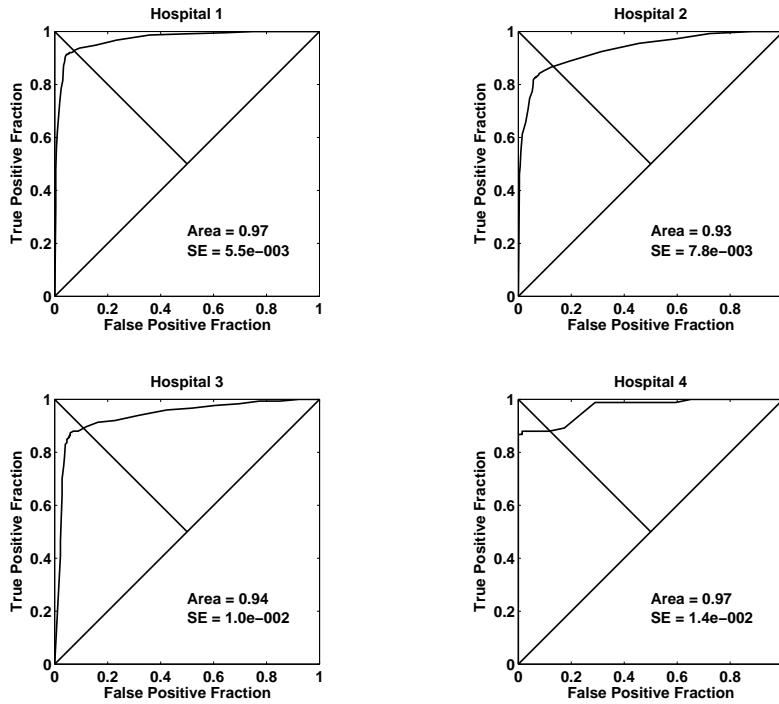 Hospital 1
1
0.8
0.6
0.4
0.2
0
True Positive Fraction
Area = 0.97
SE = 5.5e−003
0 0.2 0.4 0.6 0.8 1
False Positive Fraction
Hospital 2
1
0.8
0.6
0.4
0.2
0
True Positive Fraction
Area = 0.93
SE = 7.8e−003
0 0.2 0.4 0.6 0.8
False Positive Fraction
Hospital 3
1
0.8
0.6
0.4
0.2
0
True Positive Fraction
Area = 0.94
SE = 1.0e−002
0 0.2 0.4 0.6 0.8 1
False Positive Fraction
Hospital 4
1
0.8
0.6
0.4
0.2
0
True Positive Fraction
Area = 0.97
SE = 1.4e−002
0 0.2 0.4 0.6 0.8
False Positive Fraction